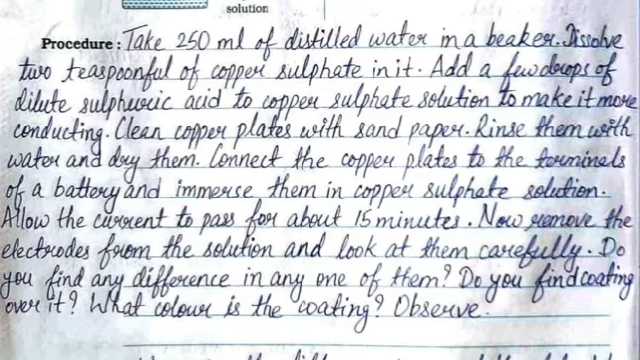 solution
Procedure : Take 250 ml of distilled water in a beaker. Dissolve
two teaspoonful of copper sulphate in it. Add a few drops of
dilute sulphuric acid to copper sulphate solution to make it more
conducting. Clean copper plates with sand paper. Rinse them with
water and dry them. Connect the copper plates to the terminals
of a battery and immerse them in copper sulphate solution.
Allow the current to pass for about 15 minutes. Now remove the
electrodes from the solution and look at them carefully. Do
you find any difference in any one of them? Do you find coating
over it? What colour is the coating? Observe.